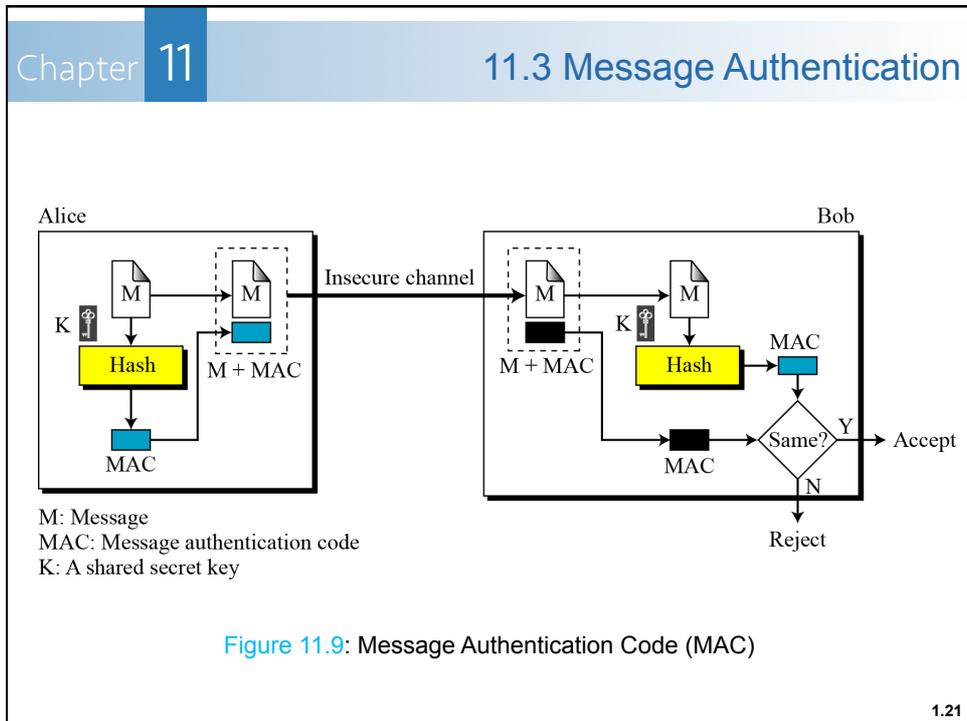 Chapter 11
11.3 Message Authentication
Alice
M
M
K
Hash
M + MAC
MAC
Insecure channel
Bob
M
M
K
MAC
M + MAC
Hash
Same?
Y
Accept
MAC
N
Reject
M: Message
MAC: Message authentication code
K: A shared secret key
Figure 11.9: Message Authentication Code (MAC)
1.21